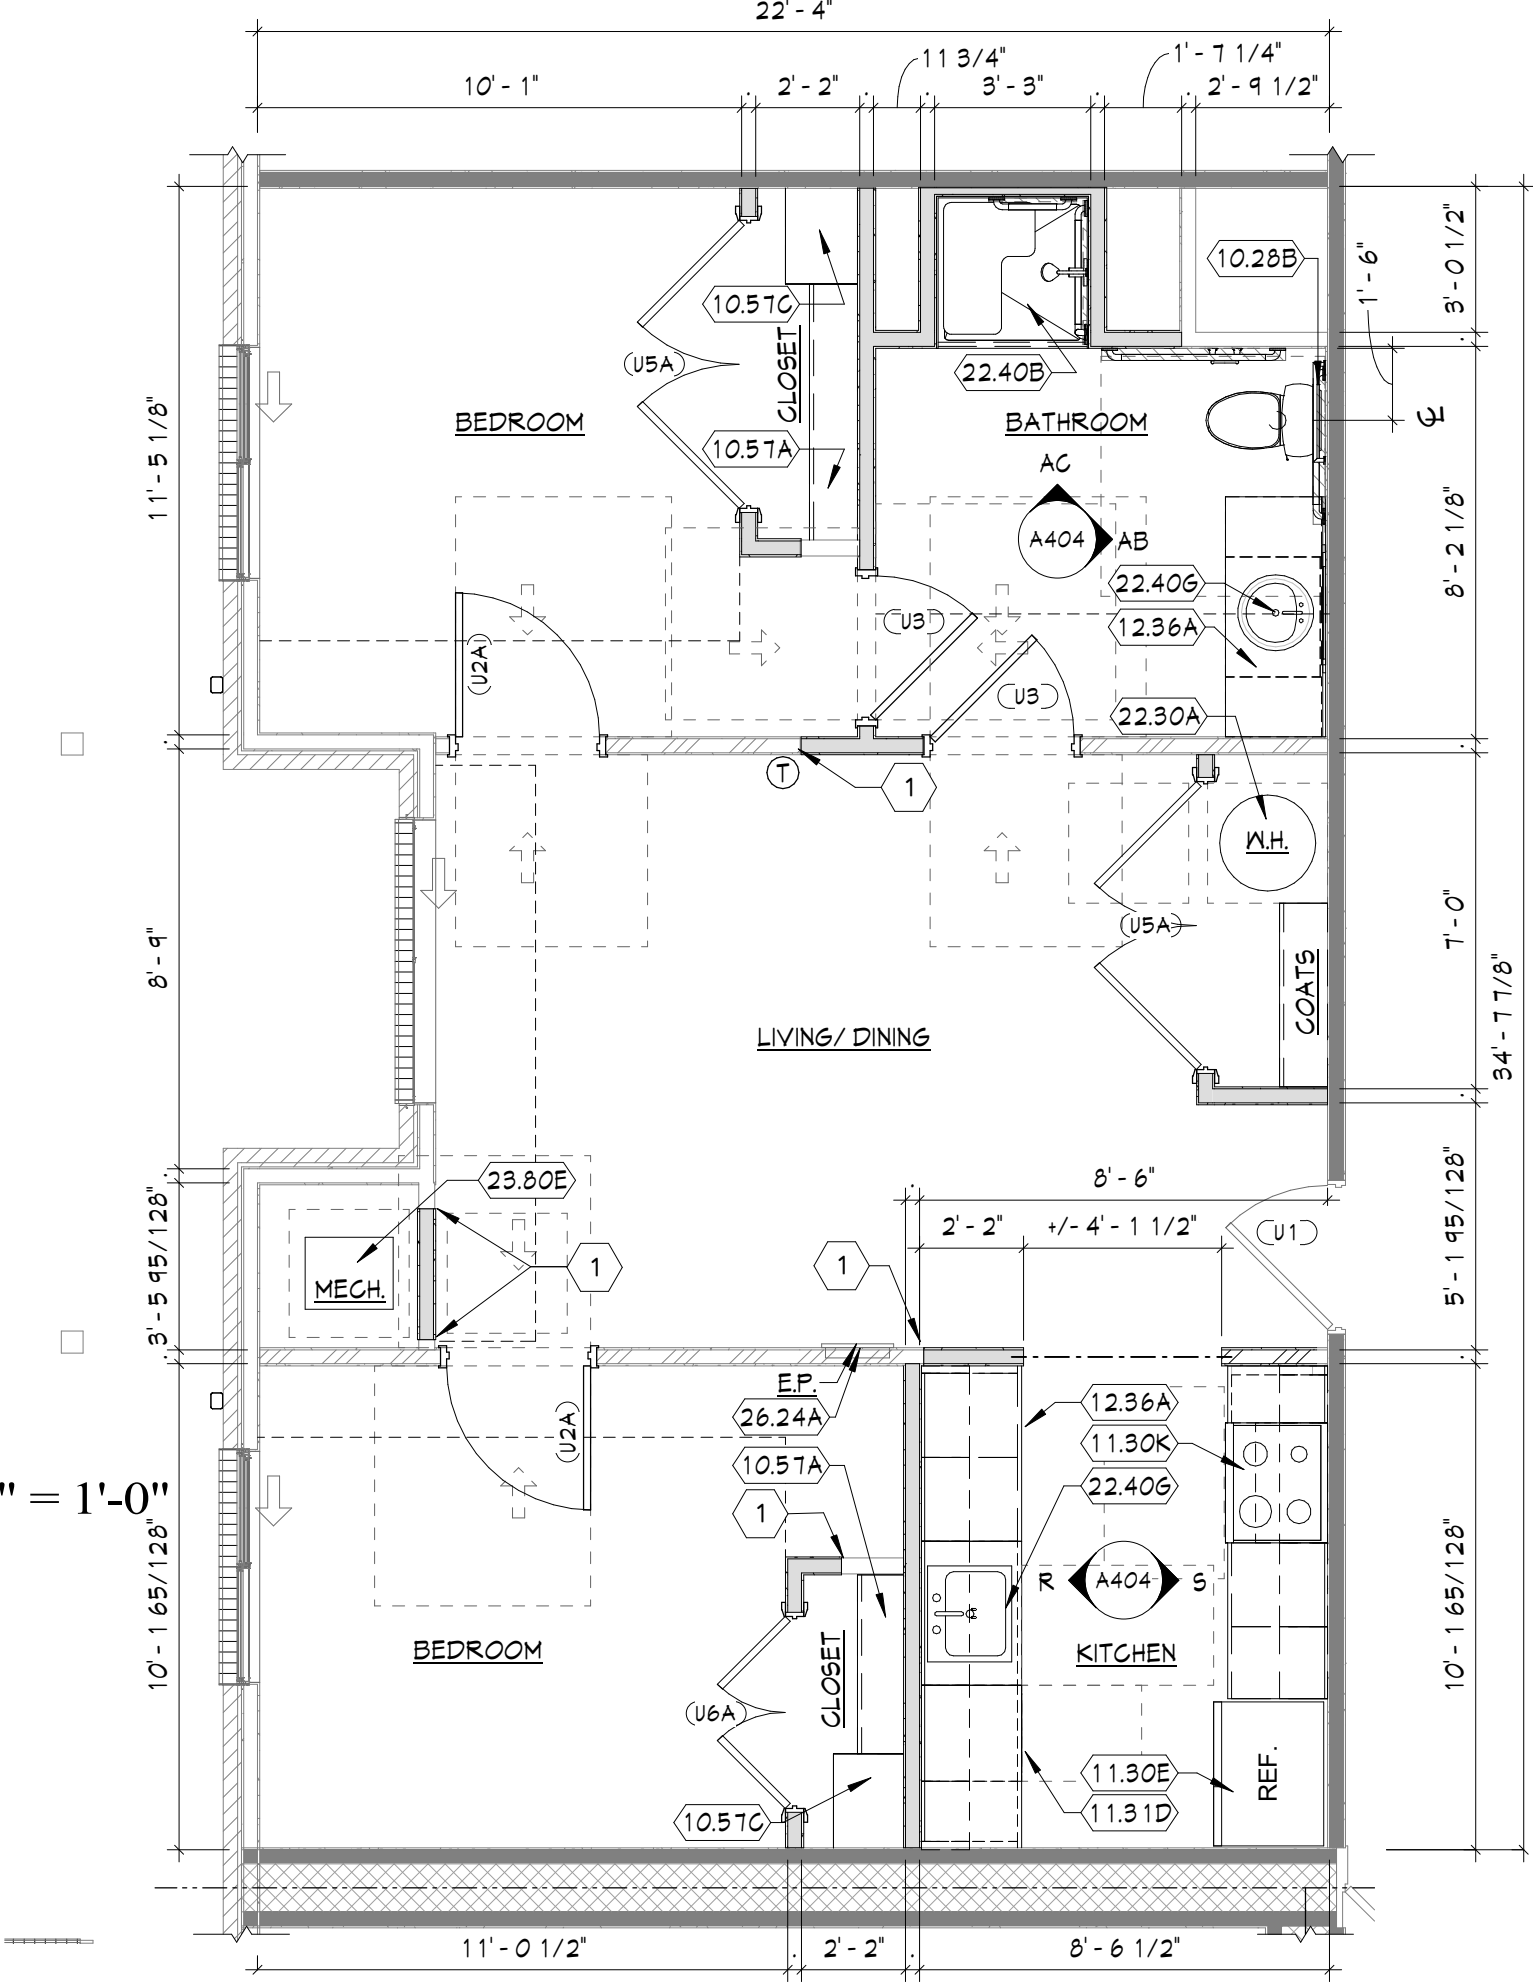 22' - 4"
11 3/4"
1' - 7 1/4"
10' - 1"
2' - 2"
3' - 3"
2' - 9 1/2"
10.28B
3' - 0 1/2"
1' - 6"
10.57C
CLOSET
22.40B
U5A
11' - 5 1/8"
BEDROOM
BATHROOM
10.57A
AC
A404
AB
8' - 2 1/8"
22.40G
U3
12.36A
U2A
U3
22.30A
T
1
W.H.
U5A
8' - 9"
7' - 0"
COATS
LIVING/ DINING
34' - 7 7/8"
23.80E
8' - 6"
2' - 2"
+/- 4' - 1 1/2"
U1
3' - 5 95/128"
5' - 1 95/128"
1
1
MECH.
E.P.
26.24A
12.36A
U2A
11.30K
10.57A
22.40G
" = 1'-0"
1
10' - 1 65/128"
10' - 1 65/128"
R
A404
S
BEDROOM
CLOSET
KITCHEN
U6A
11.30E
REF.
11.31D
10.57C
11' - 0 1/2"
2' - 2"
8' - 6 1/2"